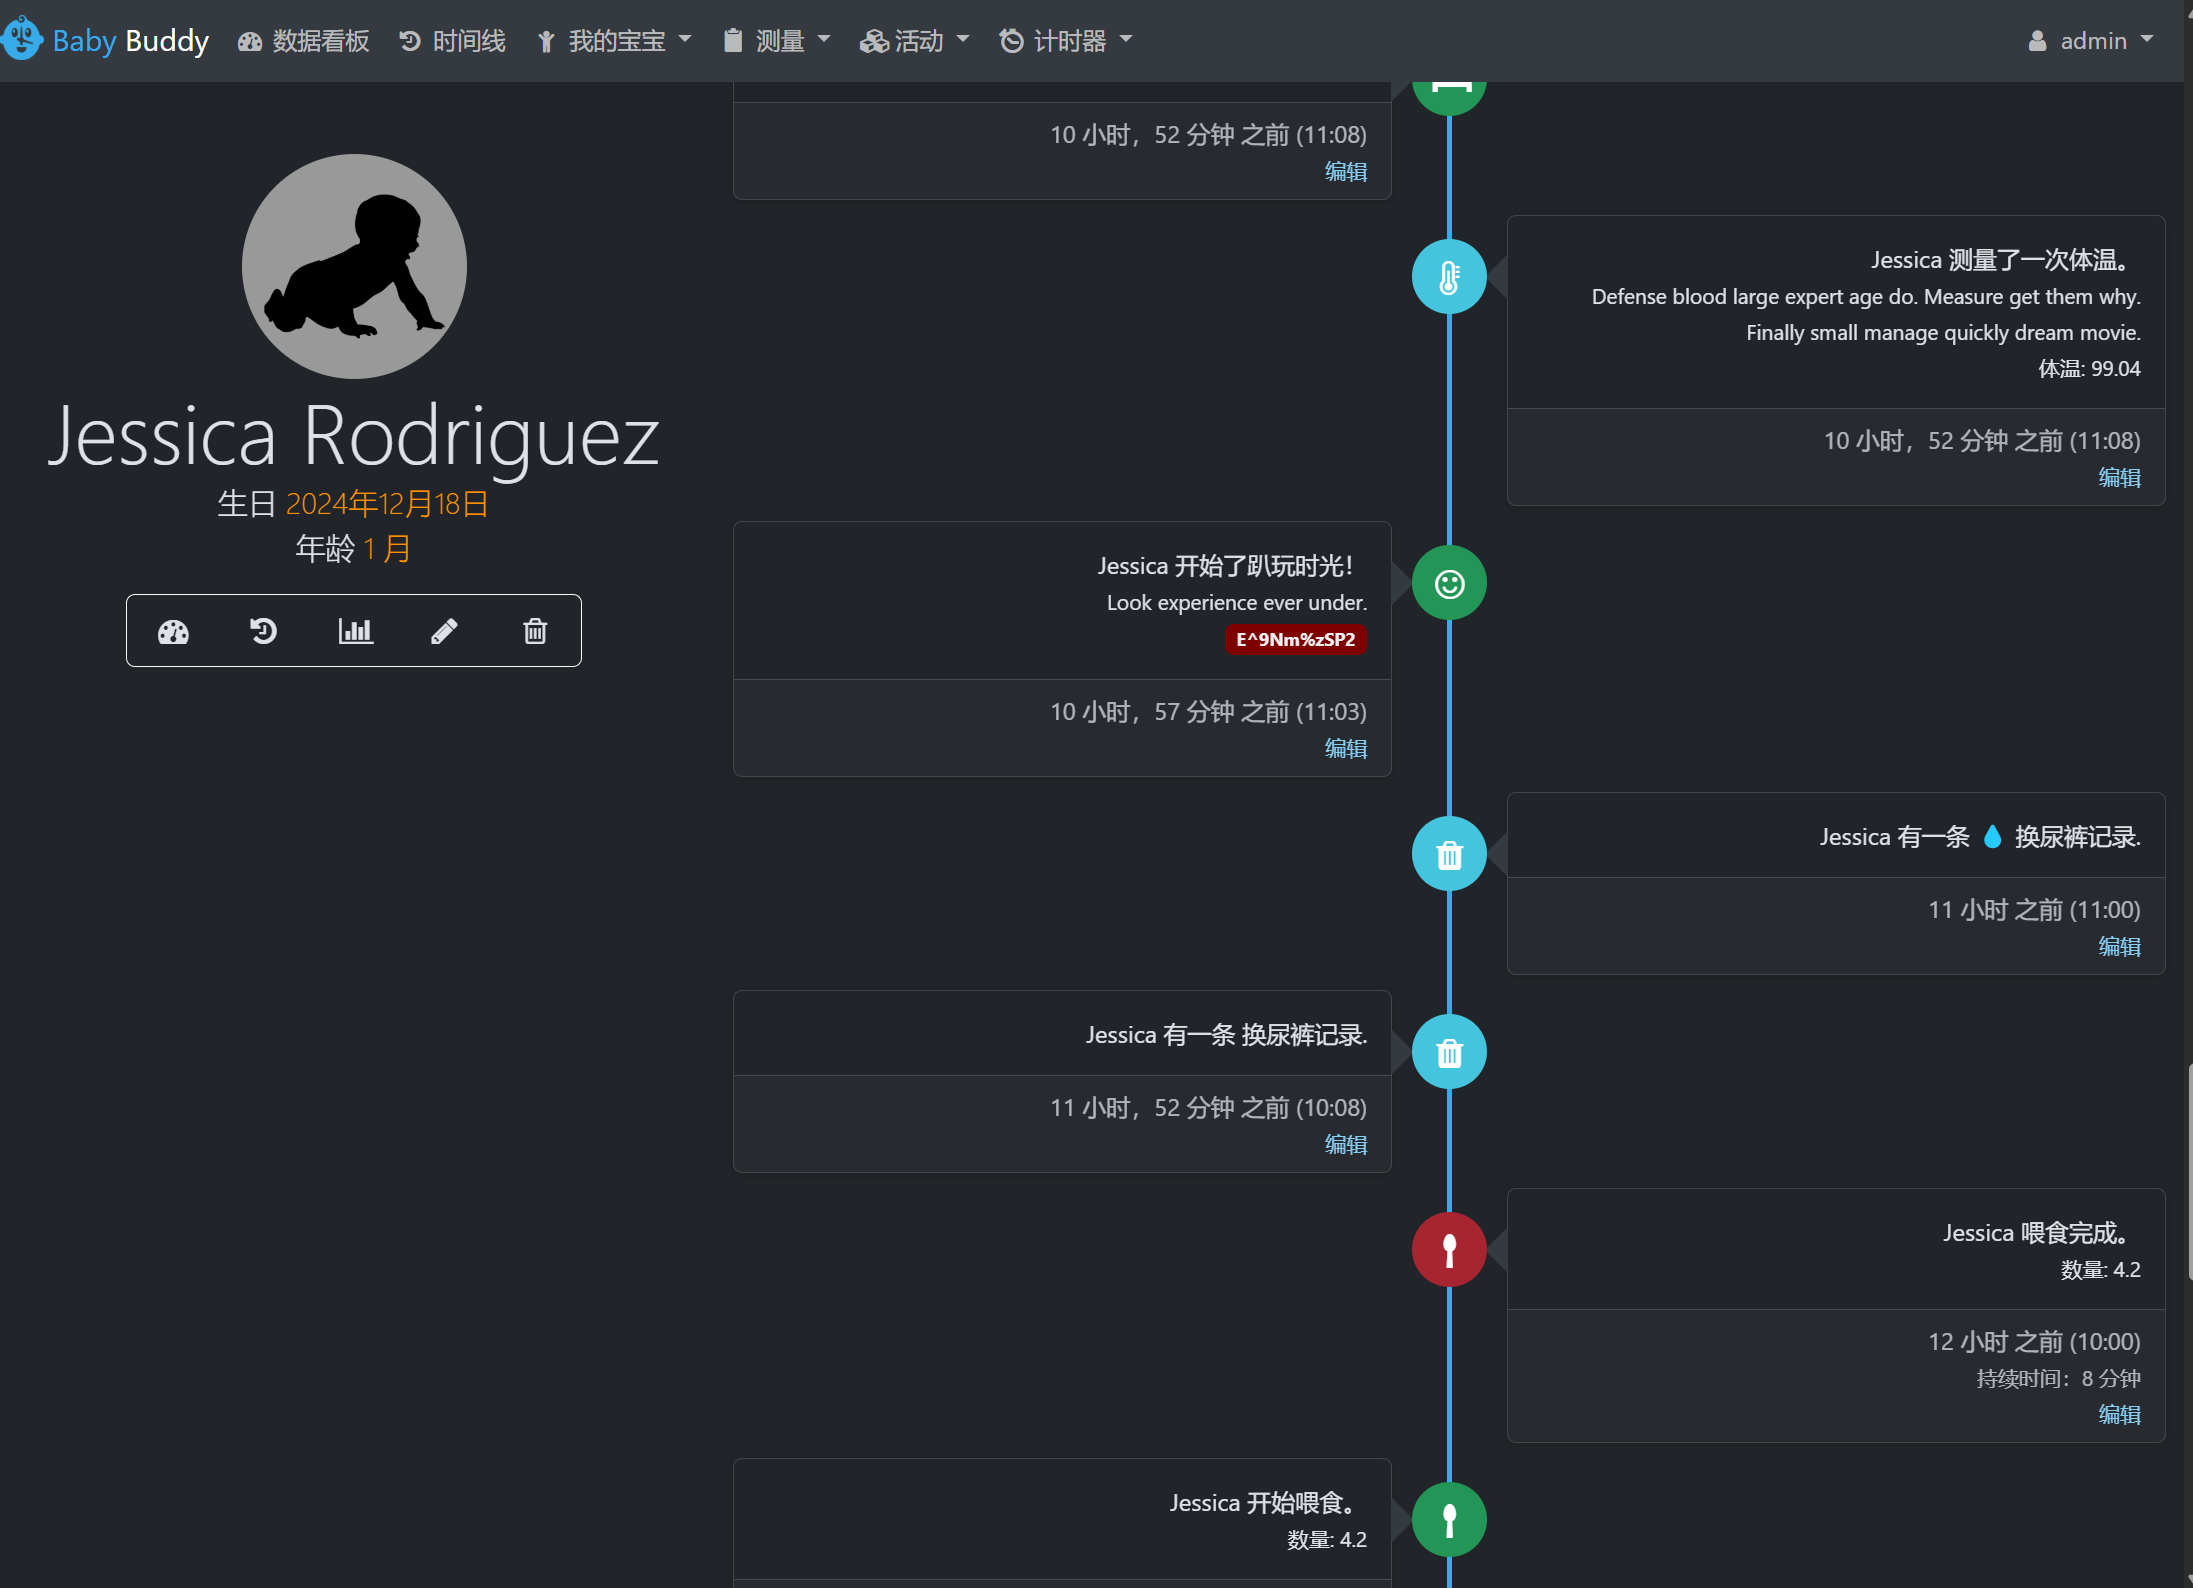 Baby Buddy 数据看板 时间线 我的宝宝 测量 活动 计时器 admin
Jessica Rodriguez
生日 2024年12月18日
年龄 1 月
10 小时，52 分钟 之前 (11:08)
编辑
Jessica 测量了一次体温。
Defense blood large expert age do. Measure get them why.
Finally small manage quickly dream movie.
体温: 99.04
10 小时，52 分钟 之前 (11:08)
编辑
Jessica 开始了趴玩时光！
Look experience ever under.
E^9Nm%zSP2
10 小时，57 分钟 之前 (11:03)
编辑
Jessica 有一条 💧 换尿裤记录.
11 小时 之前 (11:00)
编辑
Jessica 有一条 换尿裤记录.
11 小时，52 分钟 之前 (10:08)
编辑
Jessica 喂食完成。
数量: 4.2
12 小时 之前 (10:00)
持续时间：8 分钟
编辑
Jessica 开始喂食。
数量: 4.2